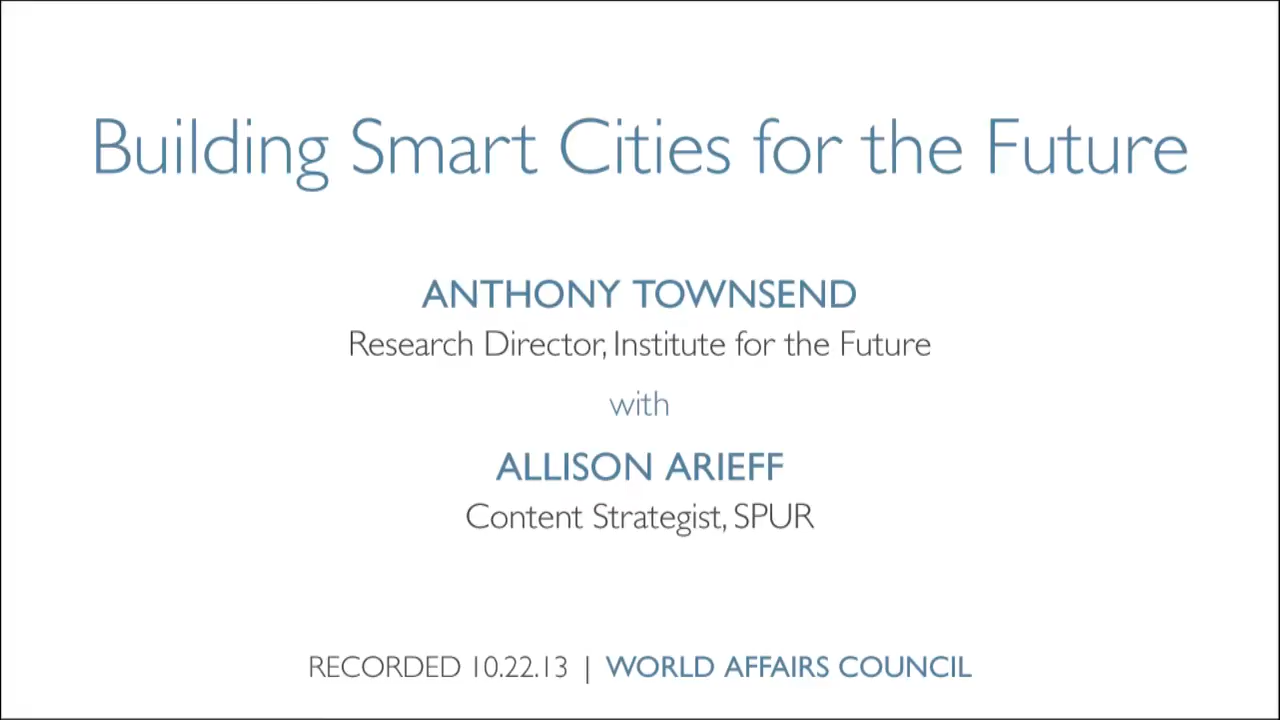 Building Smart Cities for the Future
ANTHONY TOWNSEND
Research Director, Institute for the Future
with
ALLISON ARIEFF
Content Strategist, SPUR
RECORDED 10.22.13 | WORLD AFFAIRS COUNCIL